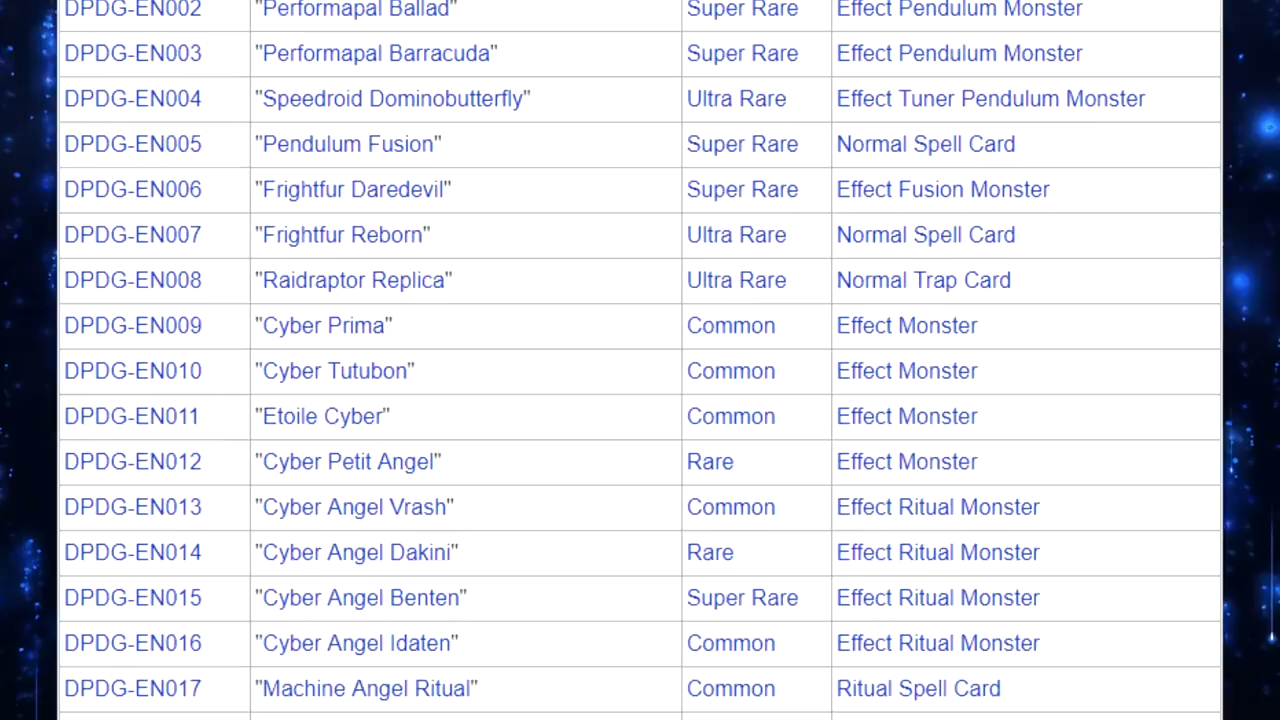 DPDG-EN002 "Performapal Ballad" Super Rare Effect Pendulum Monster
DPDG-EN003 "Performapal Barracuda" Super Rare Effect Pendulum Monster
DPDG-EN004 "Speedroid Dominobutterfly" Ultra Rare Effect Tuner Pendulum Monster
DPDG-EN005 "Pendulum Fusion" Super Rare Normal Spell Card
DPDG-EN006 "Frightfur Daredevil" Super Rare Effect Fusion Monster
DPDG-EN007 "Frightfur Reborn" Ultra Rare Normal Spell Card
DPDG-EN008 "Raidraptor Replica" Ultra Rare Normal Trap Card
DPDG-EN009 "Cyber Prima" Common Effect Monster
DPDG-EN010 "Cyber Tutubon" Common Effect Monster
DPDG-EN011 "Etoile Cyber" Common Effect Monster
DPDG-EN012 "Cyber Petit Angel" Rare Effect Monster
DPDG-EN013 "Cyber Angel Vrash" Common Effect Ritual Monster
DPDG-EN014 "Cyber Angel Dakini" Rare Effect Ritual Monster
DPDG-EN015 "Cyber Angel Benten" Super Rare Effect Ritual Monster
DPDG-EN016 "Cyber Angel Idaten" Common Effect Ritual Monster
DPDG-EN017 "Machine Angel Ritual" Common Ritual Spell Card